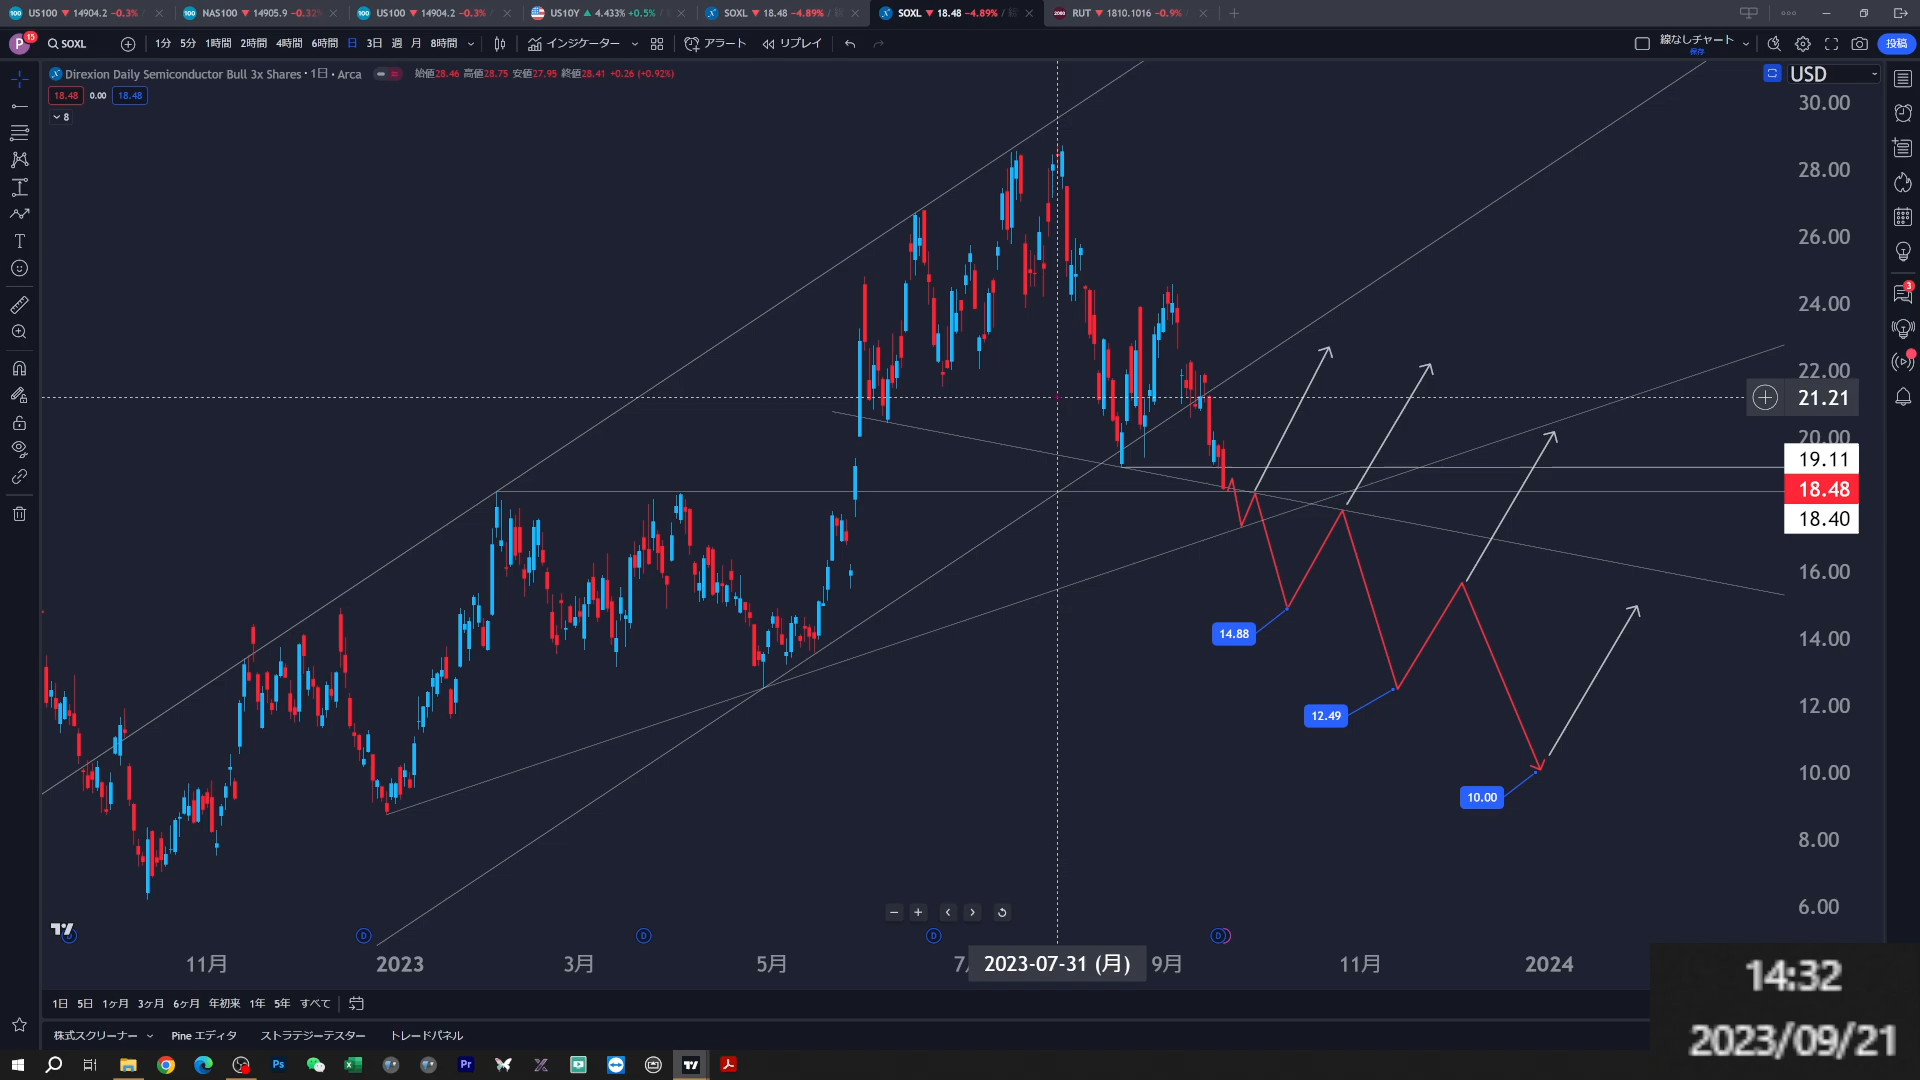 US100 ▼ 14904.2 −0.3%
NAS100 ▼ 14905.9 −0.32%
US100 ▼ 14904.2 −0.3%
US10Y ▲ 4.433% +0.5%
SOXL ▼ 18.48 −4.89% /
SOXL ▼ 18.48 −4.89% /
RUT ▼ 1810.1016 −0.9%
P 15
SOXL
1分 5分 1時間 2時間 4時間 6時間 日 3日 週 月 8時間
インジケーター
アラート
リプレイ
線なしチャート
保存
投稿
Direxion Daily Semiconductor Bull 3x Shares · 1日 · Arca
始値28.46 高値28.75 安値27.95 終値28.41 +0.26 (+0.92%)
18.48 0.00 18.48
8
USD
30.00
28.00
26.00
24.00
22.00
21.21
20.00
19.11
18.48
18.40
16.00
14.00
12.00
10.00
8.00
6.00
14.88
12.49
10.00
3
D D D D D
11月 2023 3月 5月 7 2023-07-31 (月) 9月 11月 2024
1日 5日 1ヶ月 3ヶ月 6ヶ月 年初来 1年 5年 すべて
株式スクリーナー Pine エディタ ストラテジーテスター トレードパネル
14:32
2023/09/21
Ps
Pr